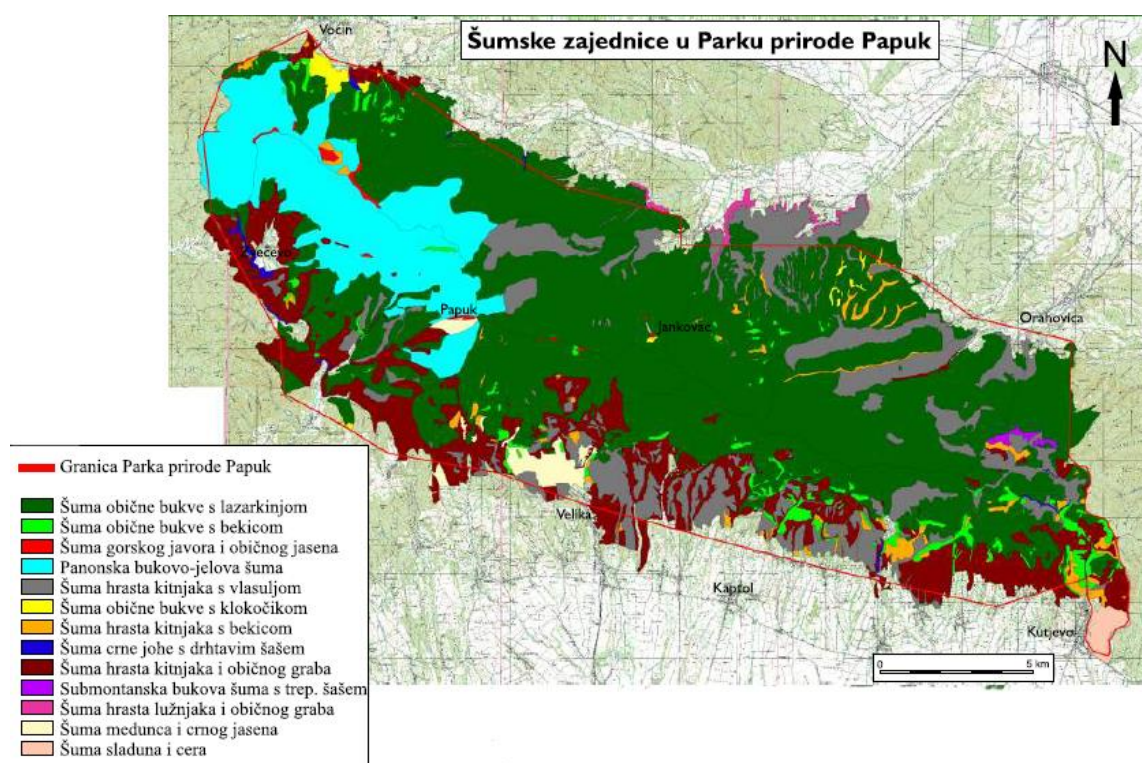 Šumske zajednice u Parku prirode Papuk
N
Voćin
Zvečevo
Papuk
Jankovac
Orahovica
Velika
Kaptol
Kutjevo
0 5 km
Granica Parka prirode Papuk
Šuma obične bukve s lazarkinjom
Šuma obične bukve s bekicom
Šuma gorskog javora i običnog jasena
Panonska bukovo-jelova šuma
Šuma hrasta kitnjaka s vlasuljom
Šuma obične bukve s klokočikom
Šuma hrasta kitnjaka s bekicom
Šuma crne johe s drhtavim šašem
Šuma hrasta kitnjaka i običnog graba
Submontanska bukova šuma s trep. šašem
Šuma hrasta lužnjaka i običnog graba
Šuma medunca i crnog jasena
Šuma sladuna i cera